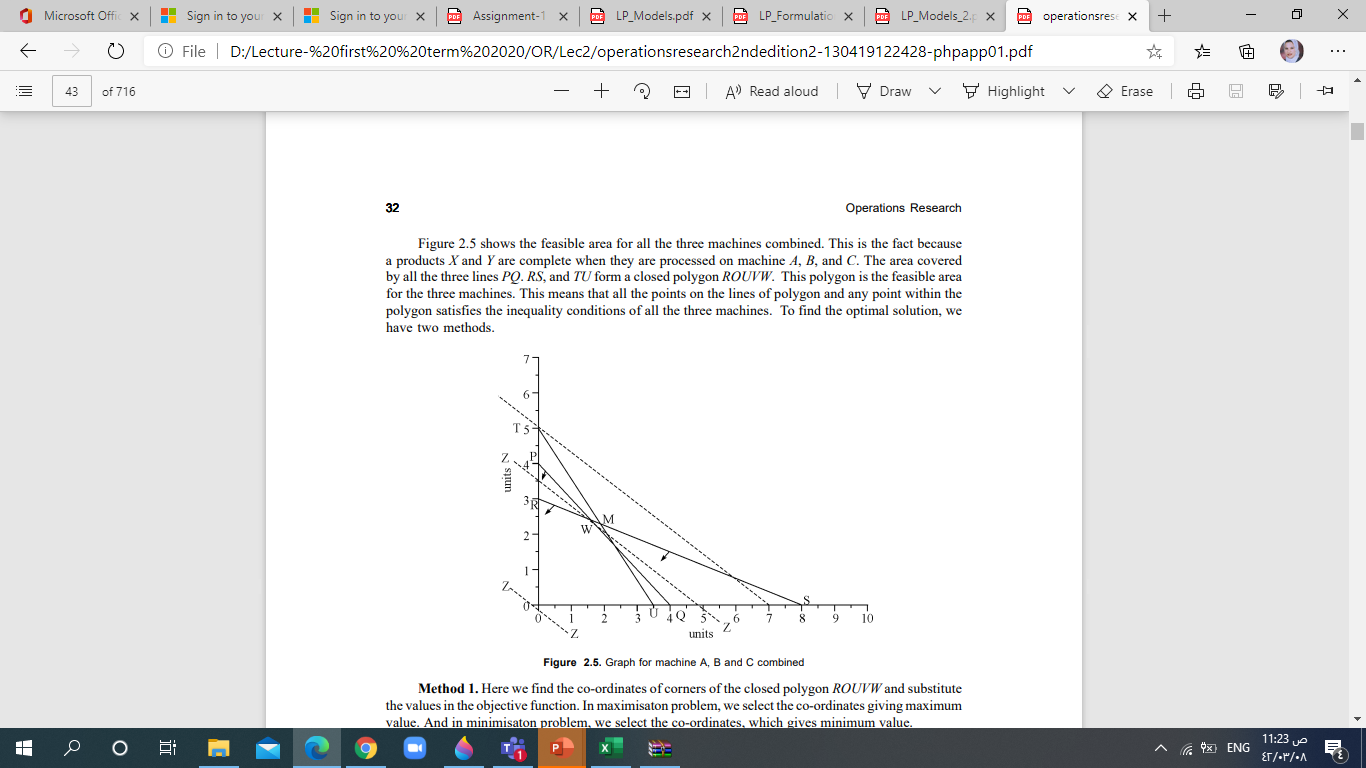 Microsoft Offic
Sign in to your
Sign in to your
Assignment-1
LP_Models.pdf
LP_Formulatio
LP_Models_2.p
operationsrese
File
D:/Lecture-%20first%20%20term%202020/OR/Lec2/operationsresearch2ndedition2-130419122428-phpapp01.pdf
43 of 716
Read aloud
Draw
Highlight
Erase
32
Operations Research
Figure 2.5 shows the feasible area for all the three machines combined. This is the fact because
a products X and Y are complete when they are processed on machine A, B, and C. The area covered
by all the three lines PQ. RS, and TU form a closed polygon ROUVW. This polygon is the feasible area
for the three machines. This means that all the points on the lines of polygon and any point within the
polygon satisfies the inequality conditions of all the three machines. To find the optimal solution, we
have two methods.
7
6
T 5
Z
P
4
units
3 R
M
W
2
1
Z
0
S
0 1 2 3 U 4 Q 5 6 7 8 9 10
Z
Z
units
Figure 2.5. Graph for machine A, B and C combined
Method 1. Here we find the co-ordinates of corners of the closed polygon ROUVW and substitute
the values in the objective function. In maximisaton problem, we select the co-ordinates giving maximum
value. And in minimisaton problem, we select the co-ordinates, which gives minimum value.
1
ENG
11:23 ص
٤٢/٠٣/٠٨
٤